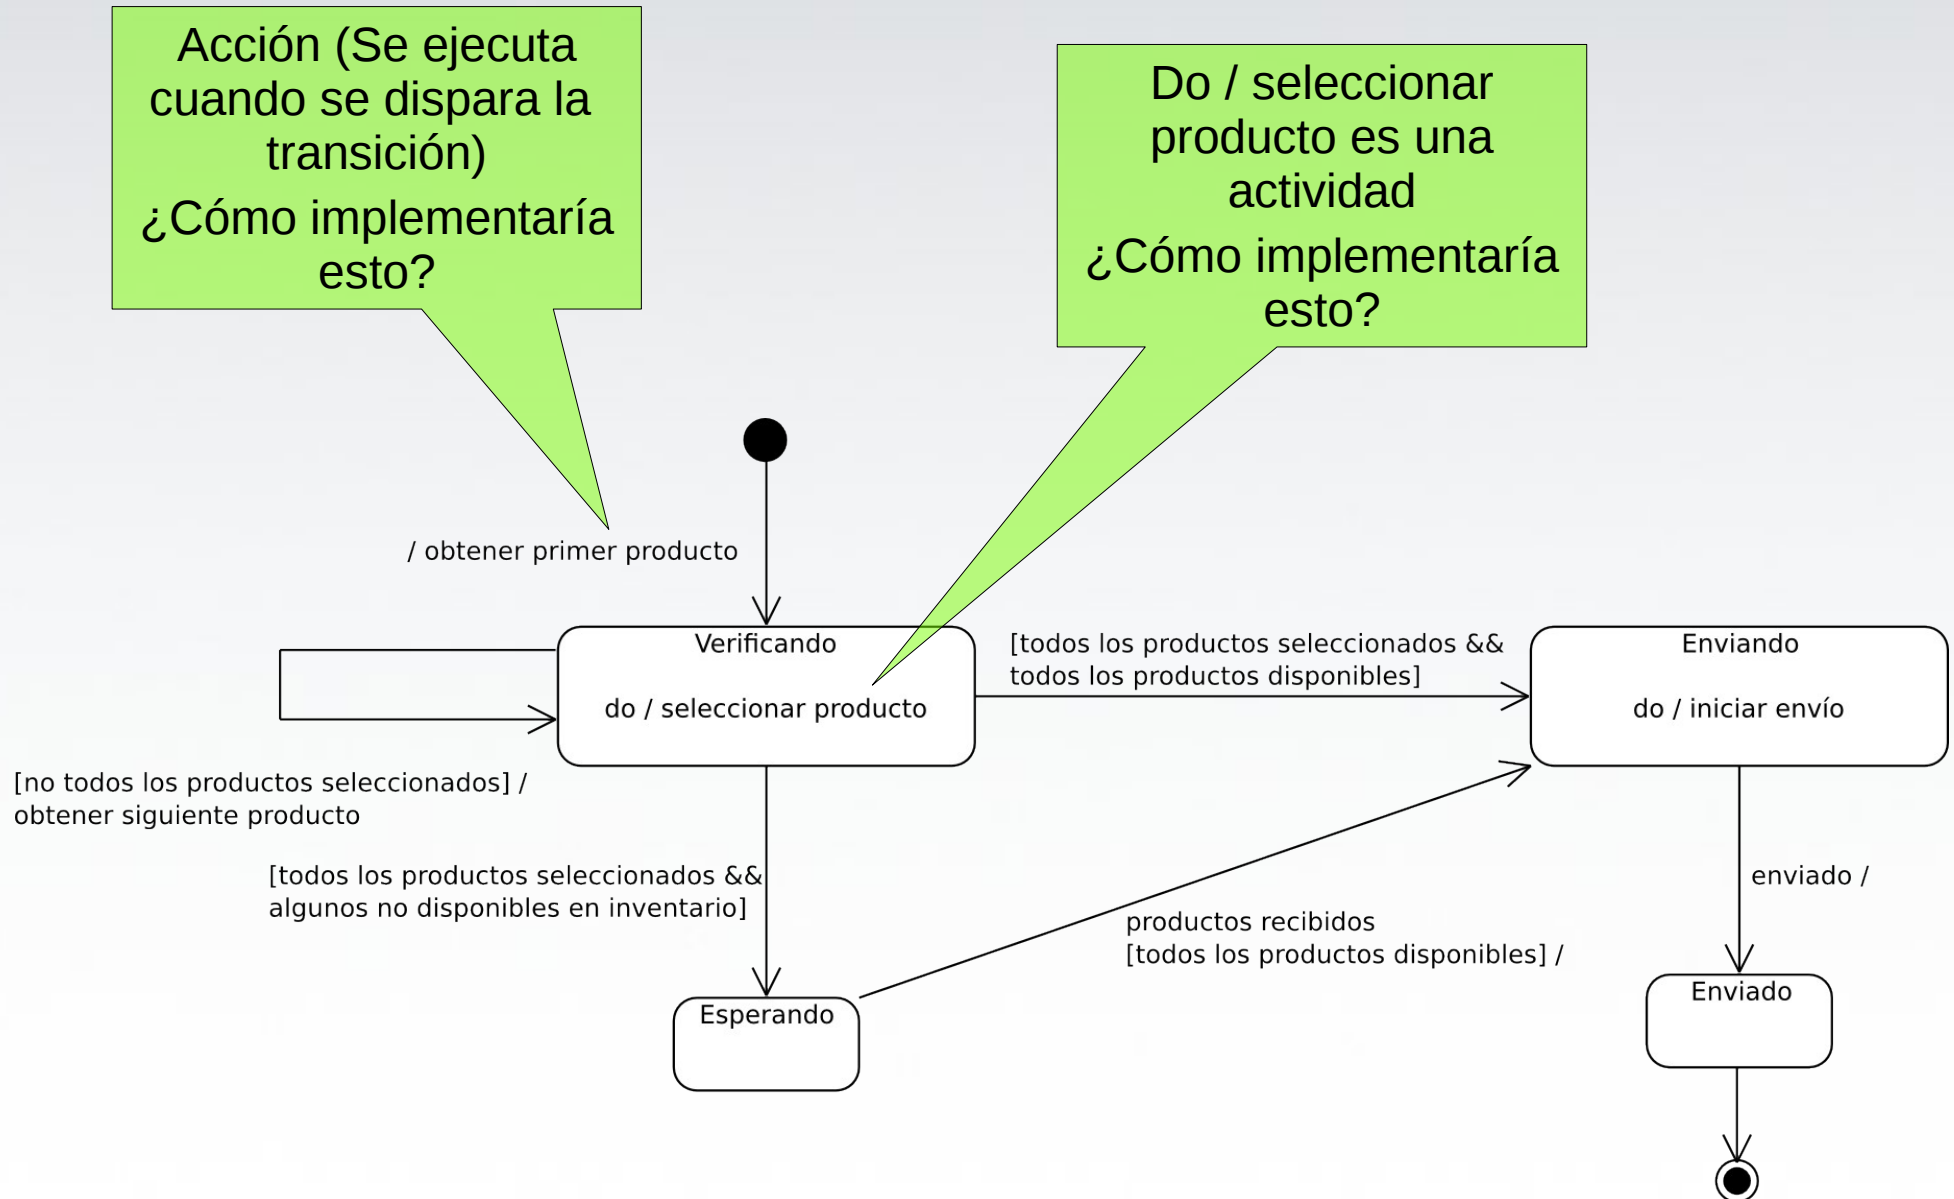 Acción (Se ejecuta
cuando se dispara la
transición)
¿Cómo implementaría
esto?
Do / seleccionar
producto es una
actividad
¿Cómo implementaría
esto?
/ obtener primer producto
Verificando
do / seleccionar producto
[todos los productos seleccionados &&
todos los productos disponibles]
Enviando
do / iniciar envío
[no todos los productos seleccionados] /
obtener siguiente producto
[todos los productos seleccionados &&
algunos no disponibles en inventario]
productos recibidos
[todos los productos disponibles] /
enviado /
Esperando
Enviado